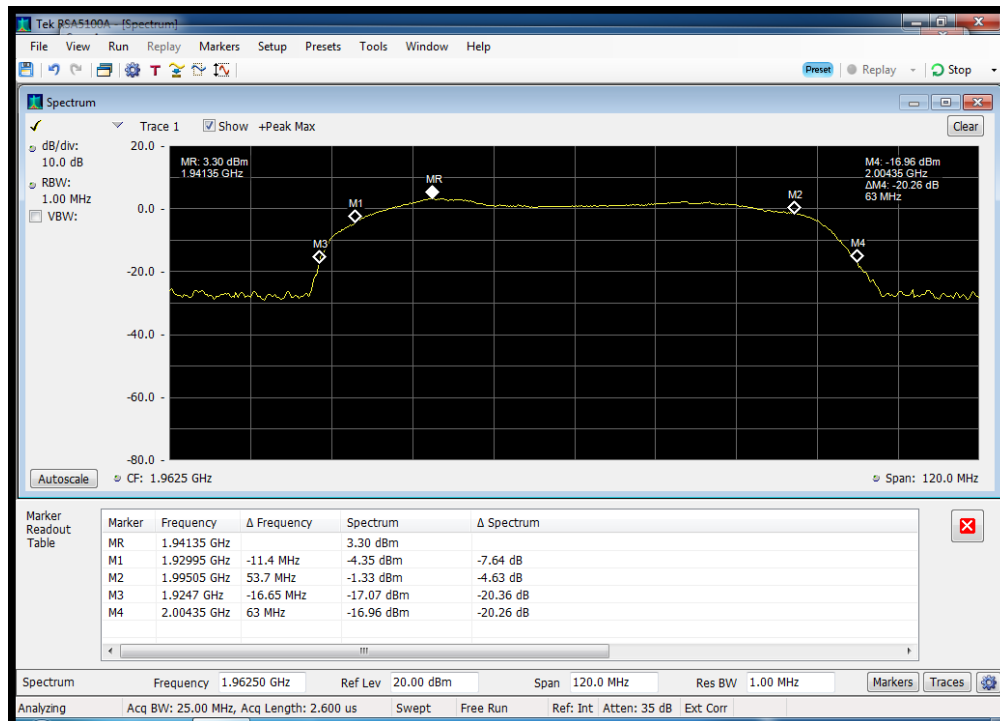 Tek RSA5100A - [Spectrum]
File View Run Replay Markers Setup Presets Tools Window Help
T Preset Replay Stop
Spectrum
Trace 1 Show +Peak Max Clear
dB/div:
10.0 dB
RBW:
1.00 MHz
VBW:
20.0
0.0
-20.0
-40.0
-60.0
-80.0
MR: 3.30 dBm
1.94135 GHz
M4: -16.96 dBm
2.00435 GHz
ΔM4: -20.26 dB
63 MHz
MR
M1
M2
M3
M4
Autoscale CF: 1.9625 GHz Span: 120.0 MHz
Marker
Readout
Table
Marker Frequency Δ Frequency Spectrum Δ Spectrum
MR 1.94135 GHz 3.30 dBm
M1 1.92995 GHz -11.4 MHz -4.35 dBm -7.64 dB
M2 1.99505 GHz 53.7 MHz -1.33 dBm -4.63 dB
M3 1.9247 GHz -16.65 MHz -17.07 dBm -20.36 dB
M4 2.00435 GHz 63 MHz -16.96 dBm -20.26 dB
Spectrum Frequency 1.96250 GHz Ref Lev 20.00 dBm Span 120.0 MHz Res BW 1.00 MHz Markers Traces
Analyzing Acq BW: 25.00 MHz, Acq Length: 2.600 us Swept Free Run Ref: Int Atten: 35 dB Ext Corr